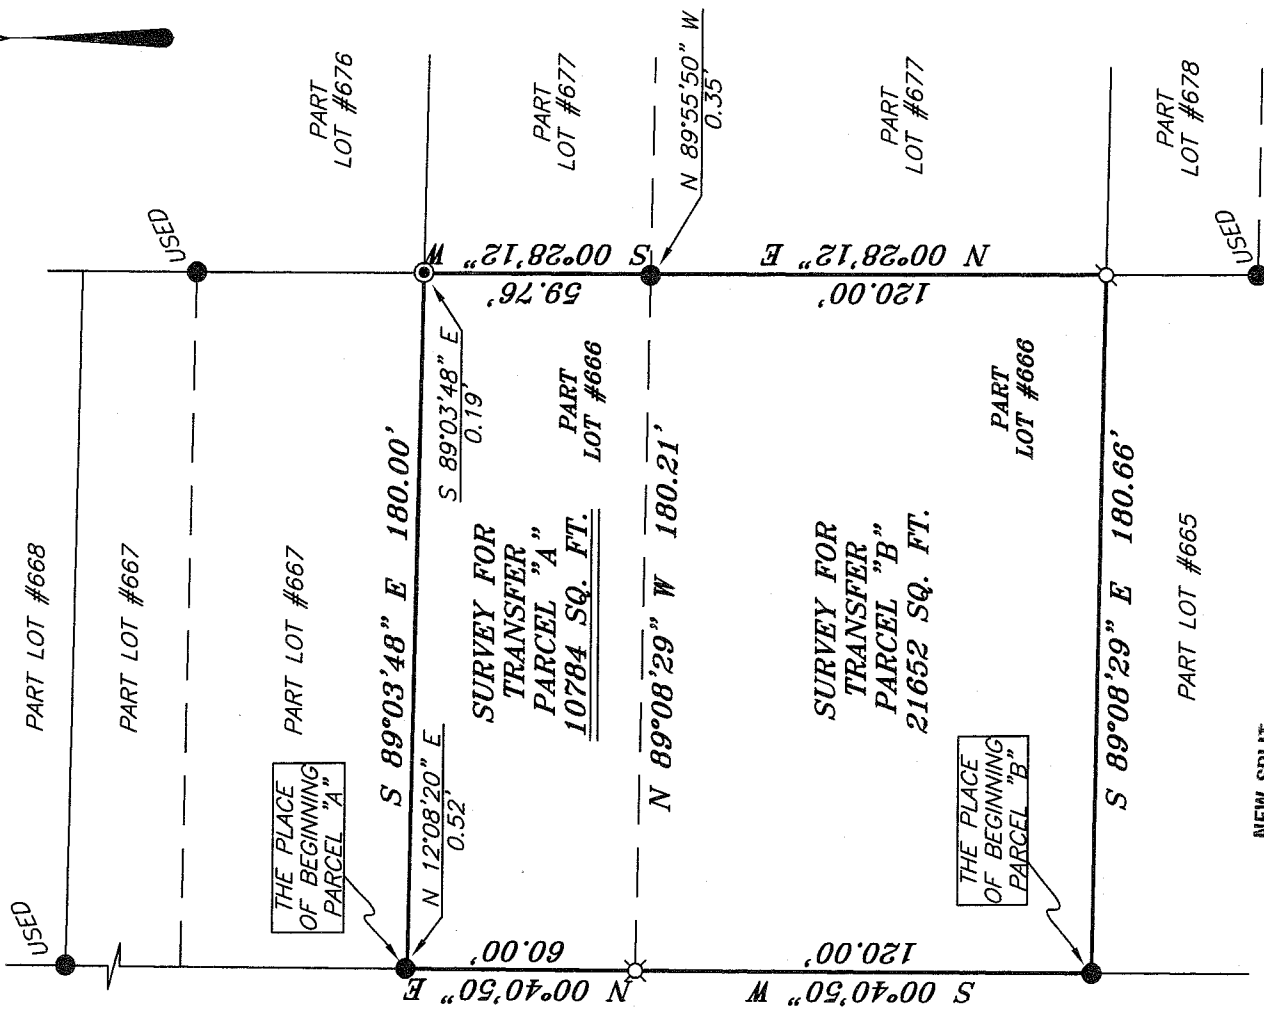 USED
PART LOT #668
PART LOT #667
USED
PART LOT #667
THE PLACE
OF BEGINNING
PARCEL "A"
PART
LOT #676
S 89°03'48" E 180.00'
N 12°08'20" E
0.52'
S 89°03'48" E
0.19'
N 00°40'50" E
60.00'
SURVEY FOR
TRANSFER
PARCEL "A"
10784 SQ. FT.
PART
LOT #666
S 00°28'12" W
59.76'
PART
LOT #677
N 89°55'50" W
0.35'
N 89°08'29" W 180.21'
S 00°40'50" W
120.00'
SURVEY FOR
TRANSFER
PARCEL "B"
21652 SQ. FT.
N 00°28'12" E
120.00'
PART
LOT #677
THE PLACE
OF BEGINNING
PARCEL "B"
PART
LOT #666
S 89°08'29" E 180.66'
PART LOT #665
PART
LOT #678
USED